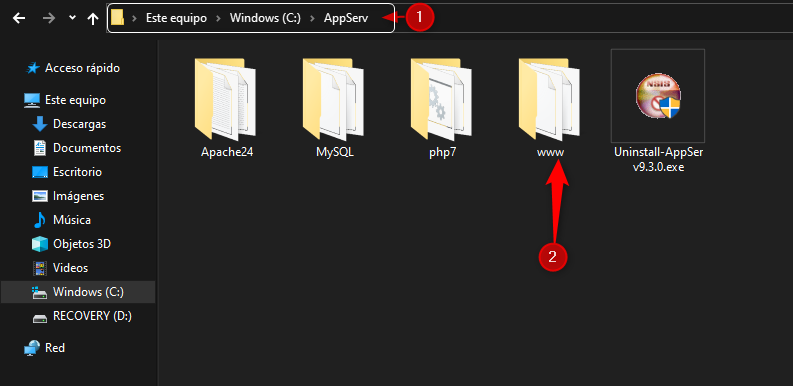 Este equipo > Windows (C:) > AppServ
1
Acceso rápido
Este equipo
Descargas
Documentos
Escritorio
Imágenes
Música
Objetos 3D
Videos
Windows (C:)
RECOVERY (D:)
Red
Apache24
MySQL
php7
www
NSIS
Uninstall-AppSer
v9.3.0.exe
2